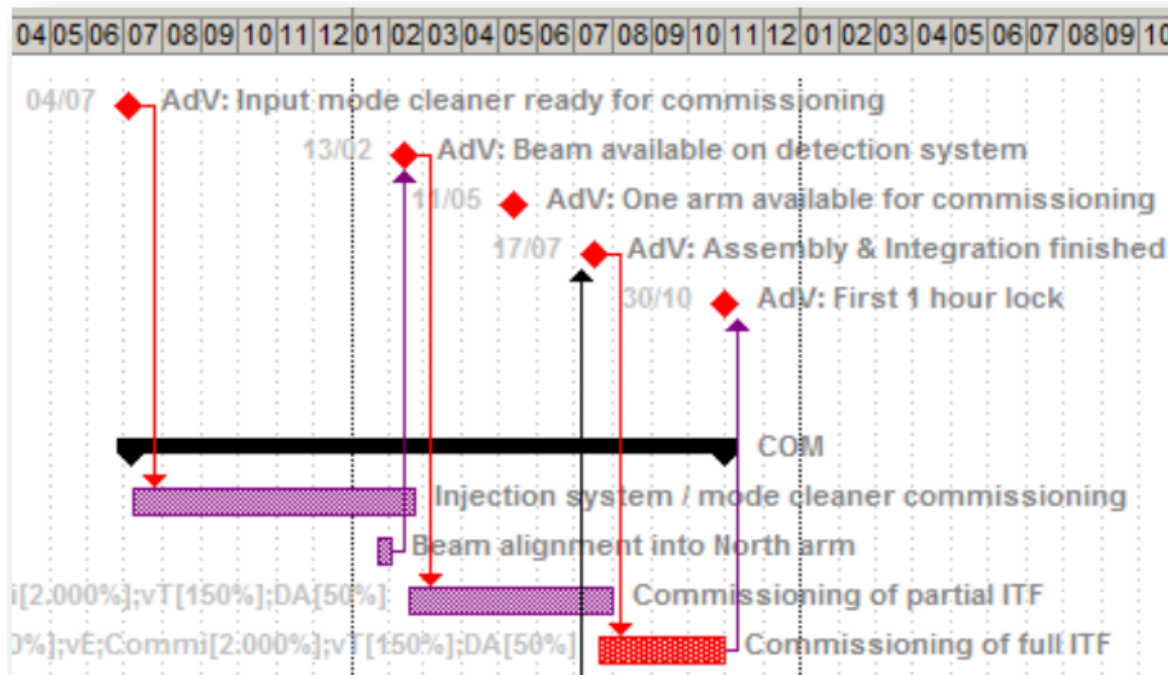 04 05 06 07 08 09 10 11 12 01 02 03 04 05 06 07 08 09 10 11 12 01 02 03 04 05 06 07 08 09 10
04/07 AdV: Input mode cleaner ready for commissioning
13/02 AdV: Beam available on detection system
11/05 AdV: One arm available for commissioning
17/07 AdV: Assembly & Integration finished
30/10 AdV: First 1 hour lock
COM
Injection system / mode cleaner commissioning
Beam alignment into North arm
i[2.000%];vT[150%];DA[50%] Commissioning of partial ITF
0%];vE;Commi[2.000%];vT[150%];DA[50%] Commissioning of full ITF